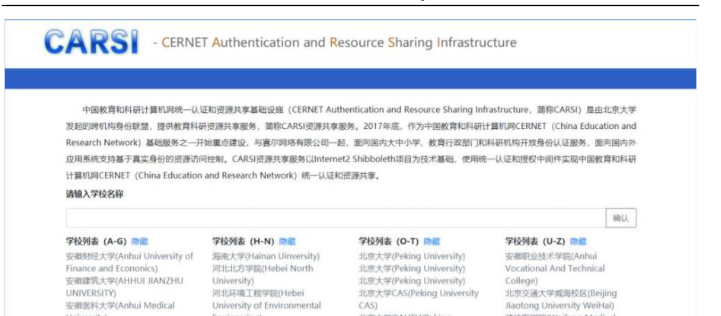 CARSI - CERNET Authentication and Resource Sharing Infrastructure
中国教育和科研计算机网统一认证和资源共享基础设施（CERNET Authentication and Resource Sharing Infrastructure，简称CARSI）是由北京大学
发起的跨机构身份联盟，提供教育科研资源共享服务，简称CARSI资源共享服务。2017年底，作为中国教育和科研计算机网CERNET（China Education and
Research Network）基础服务之一开始重点建设，与赛尔网络有限公司一起，面向国内大中小学、教育行政部门和科研机构开放身份认证服务，面向国内外
应用系统支持基于真实身份的资源访问控制。CARSI资源共享服务以Internet2 Shibboleth项目为技术基础，使用统一认证和授权中间件实现中国教育和科研
计算机网CERNET（China Education and Research Network）统一认证和资源共享。
请输入学校名称
确认
学校列表（A-G）隐藏
安徽财经大学(Anhui University of
Finance and Econonics)
安徽建筑大学(AHHUI JIANZHU
UNIVERSITY)
安徽医科大学(Anhui Medical
学校列表（H-N）隐藏
海南大学(Hainan Uinversity)
河北北方学院(Hebei North
University)
河北环境工程学院(Hebei
University of Environmental
学校列表（O-T）隐藏
北京大学(Peking University)
北京大学(Peking University)
北京大学(Peking University)
北京大学CAS(Peking University
CAS)
学校列表（U-Z）隐藏
安徽职业技术学院(Anhui
Vocational And Technical
College)
北京交通大学威海校区(Beijing
Jiaotong University WeiHai)